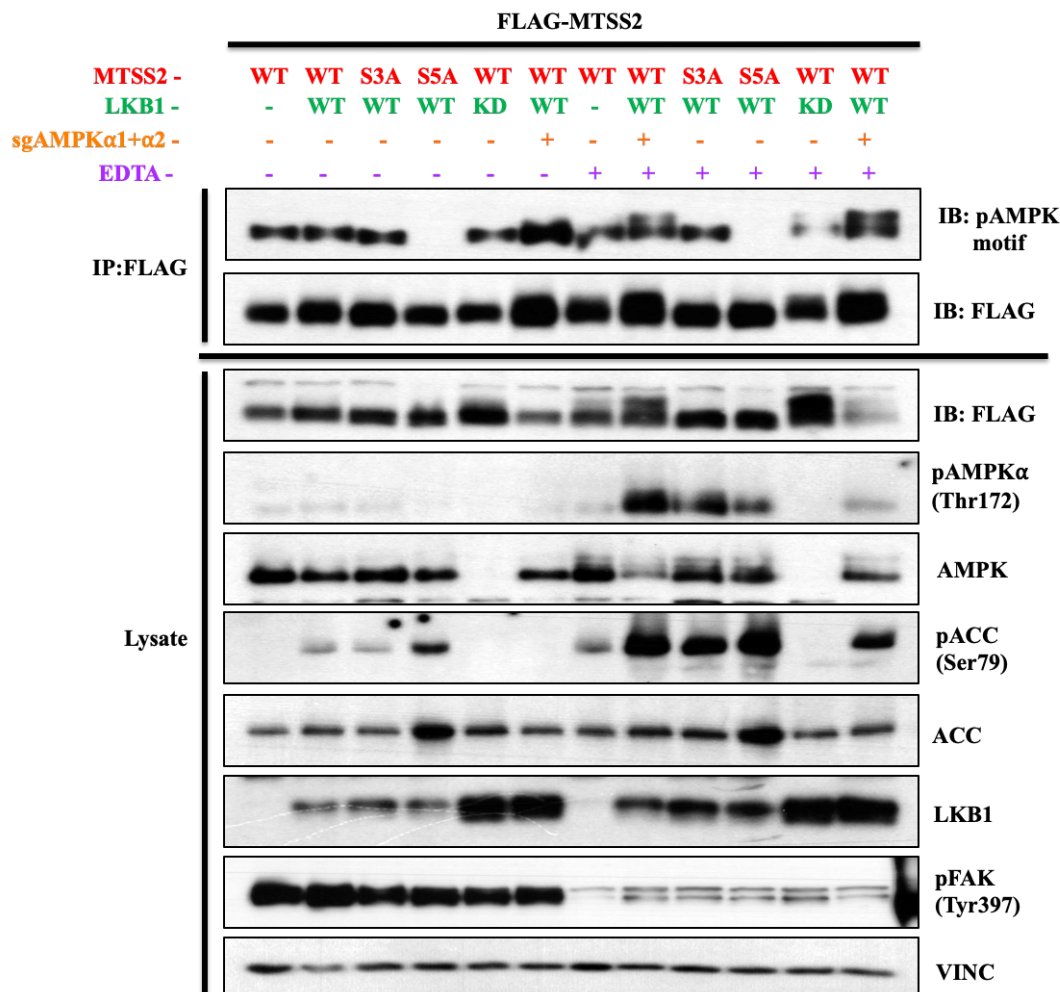 FLAG-MTSS2
MTSS2 - WT WT S3A S5A WT WT WT WT S3A S5A WT WT
LKB1 - - WT WT WT KD WT - WT WT WT KD WT
sgAMPKα1+α2 - - - - - - + - + - - - +
EDTA - - - - - - - + + + + + +
IP:FLAG
IB: pAMPK
motif
IB: FLAG
Lysate
IB: FLAG
pAMPKα
(Thr172)
AMPK
pACC
(Ser79)
ACC
LKB1
pFAK
(Tyr397)
VINC